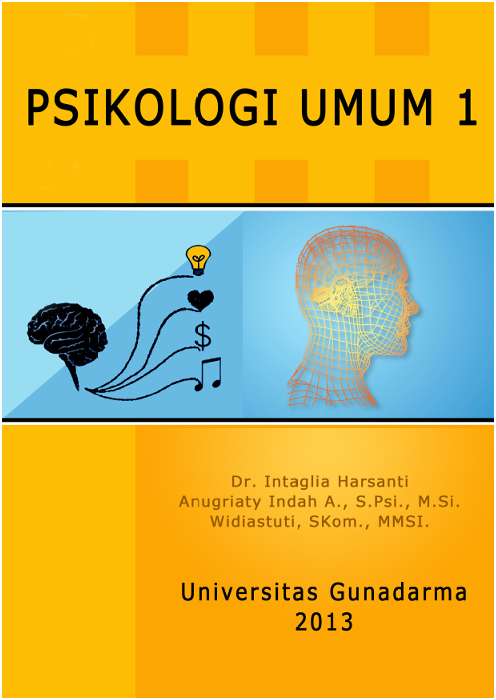 PSIKOLOGI UMUM 1
$
Dr. Intaglia Harsanti
Anugriaty Indah A., S.Psi., M.Si.
Widiastuti, SKom., MMSI.
Universitas Gunadarma
2013